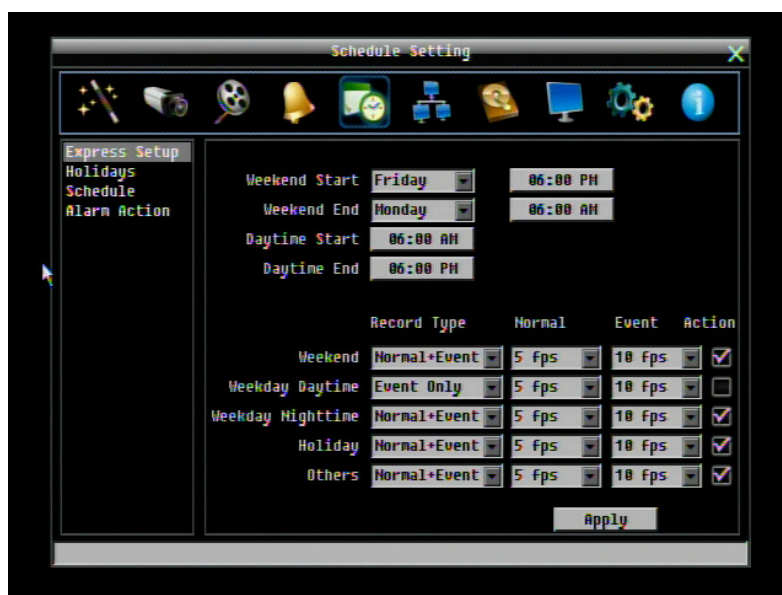 Schedule Setting
Express Setup
Holidays
Schedule
Alarm Action
Weekend Start Friday 06:00 PM
Weekend End Monday 06:00 AM
Daytime Start 06:00 AM
Daytime End 06:00 PM
Record Type Normal Event Action
Weekend Normal+Event 5 fps 10 fps
Weekday Daytime Event Only 5 fps 10 fps
Weekday Nighttime Normal+Event 5 fps 10 fps
Holiday Normal+Event 5 fps 10 fps
Others Normal+Event 5 fps 10 fps
Apply